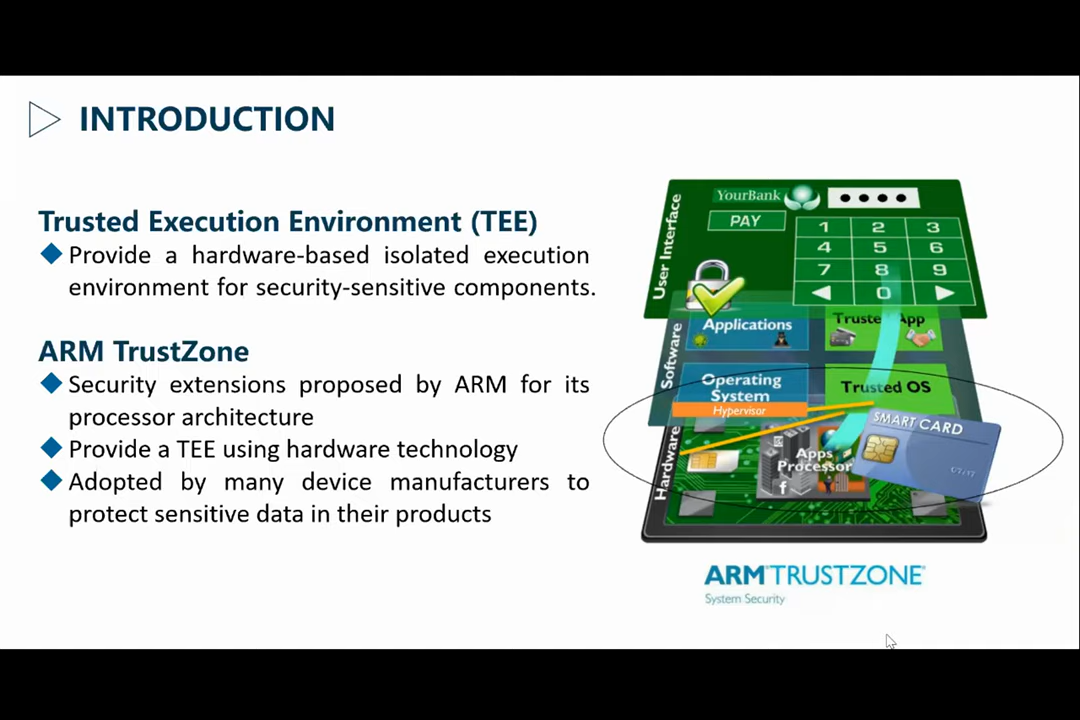 INTRODUCTION
Trusted Execution Environment (TEE)
Provide a hardware-based isolated execution
environment for security-sensitive components.
ARM TrustZone
Security extensions proposed by ARM for its
processor architecture
Provide a TEE using hardware technology
Adopted by many device manufacturers to
protect sensitive data in their products
User Interface
YourBank
PAY
1 2 3
4 5 6
7 8 9
0
Software
Applications
Operating
System
Hypervisor
Trusted OS
Hardware
Apps
Processor
f
SMART CARD
ARM TRUSTZONE
System Security